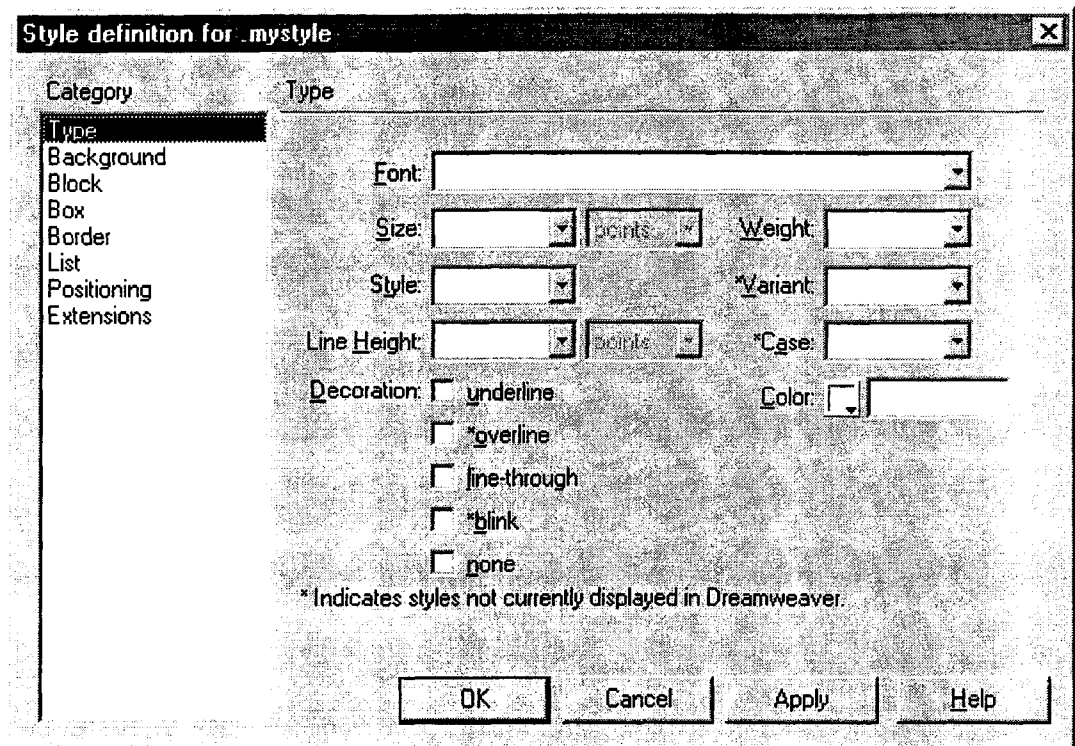 Style definition for .mystyle
Category
Type
Type
Background
Block
Box
Border
List
Positioning
Extensions
Font:
Size:
points
Weight:
Style:
*Variant:
Line Height:
points
*Case:
Decoration:
underline
Color:
*overline
line-through
*blink
none
* Indicates styles not currently displayed in Dreamweaver.
OK
Cancel
Apply
Help